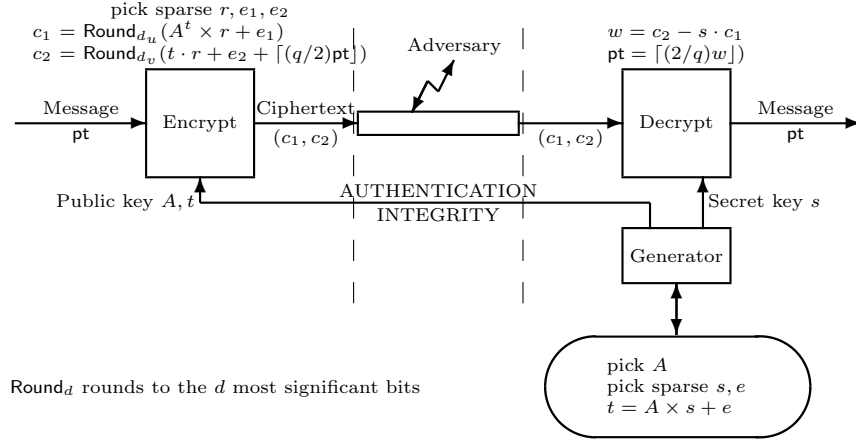 pick sparse r, e₁, e₂
c₁ = Round_{d_u}(Aᵗ × r + e₁)
c₂ = Round_{d_v}(t · r + e₂ + ⌈(q/2)pt⌋)
Adversary
w = c₂ − s · c₁
pt = ⌈(2/q)w⌋)
Message
pt
Encrypt
Ciphertext
(c₁, c₂)
(c₁, c₂)
Decrypt
Message
pt
Public key A, t
AUTHENTICATION
INTEGRITY
Secret key s
Generator
pick A
pick sparse s, e
t = A × s + e
Round_d rounds to the d most significant bits